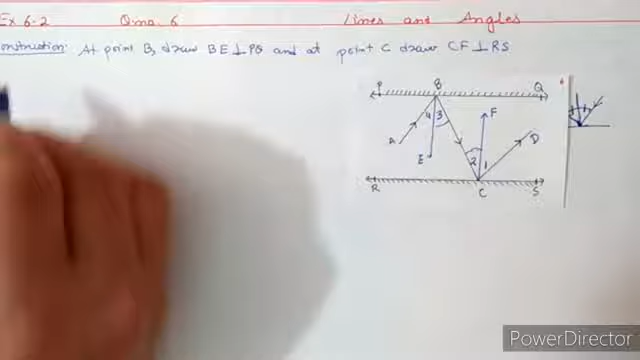 Ex 6.2 Q.no. 6 Lines and Angles
onstruction: At point B, draw BE⊥PQ and at point C draw CF⊥RS
P B Q
4 3 F
A D
E 2 1
R C S
PowerDirector